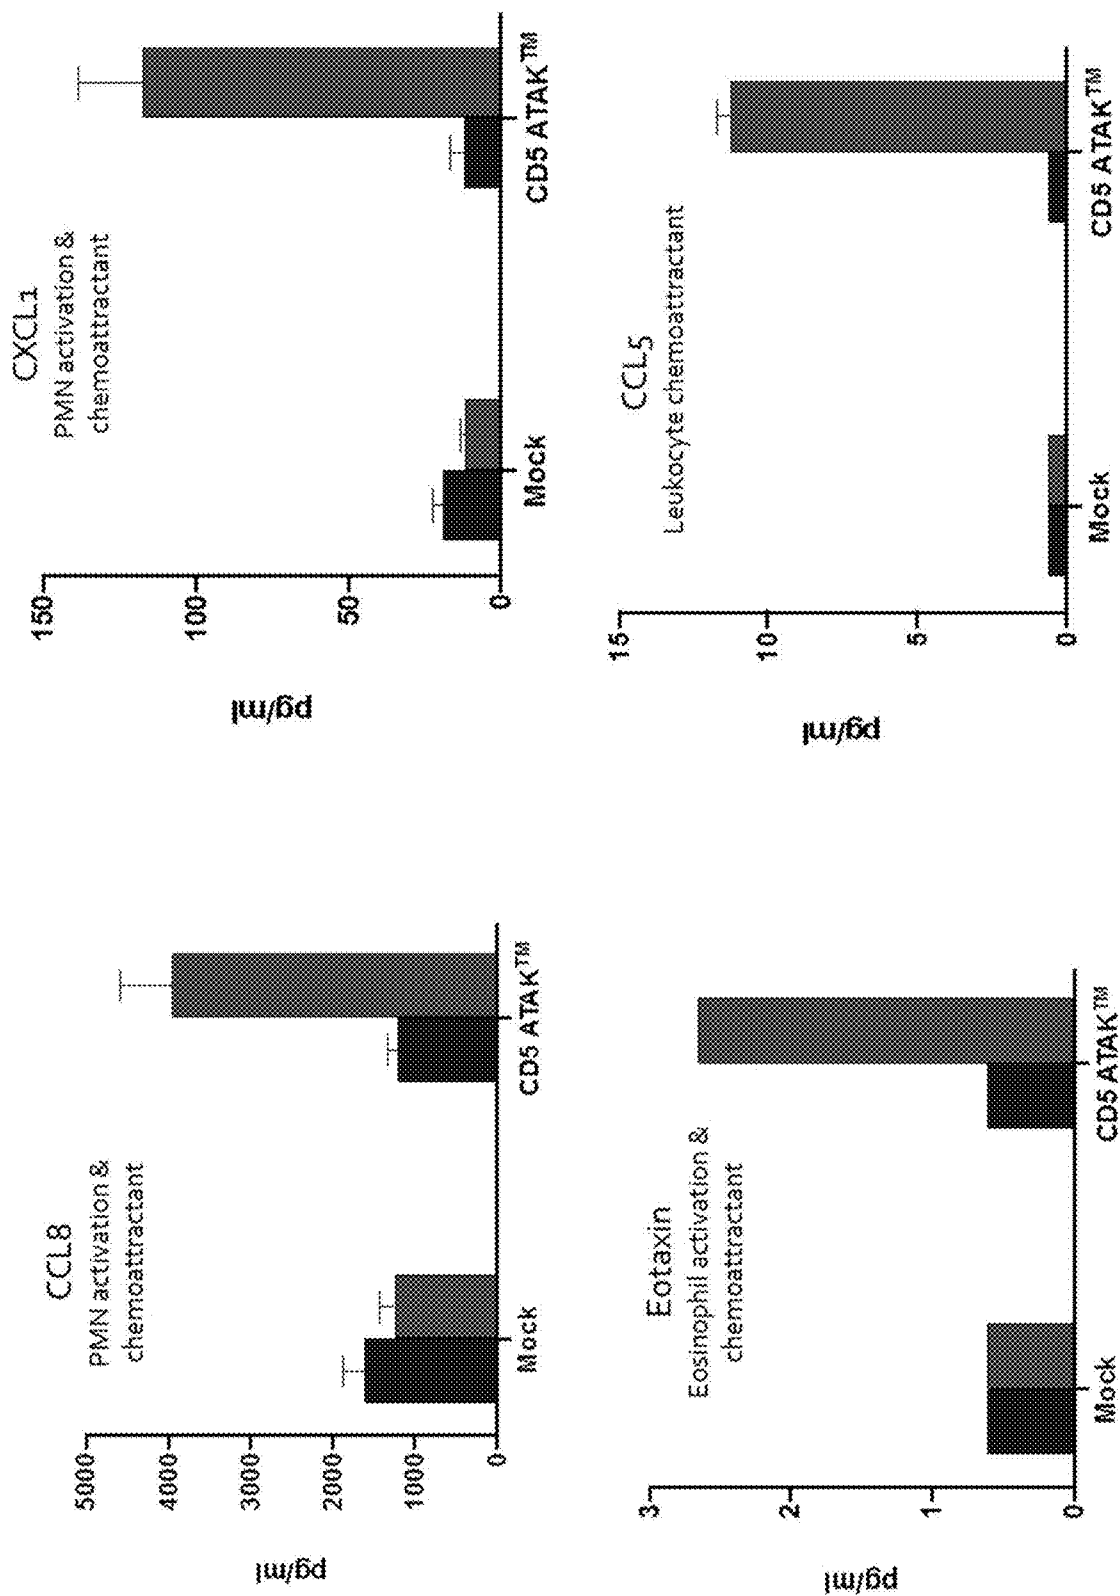 CCL8
PMN activation &
chemoattractant
pg/ml
5000
4000
3000
2000
1000
0
Mock
CD5 ATAK™
CXCL1
PMN activation &
chemoattractant
pg/ml
150
100
50
0
Mock
CD5 ATAK™
Eotaxin
Eosinophil activation &
chemoattractant
pg/ml
3
2
1
0
Mock
CD5 ATAK™
CCL5
Leukocyte chemoattractant
pg/ml
15
10
5
0
Mock
CD5 ATAK™